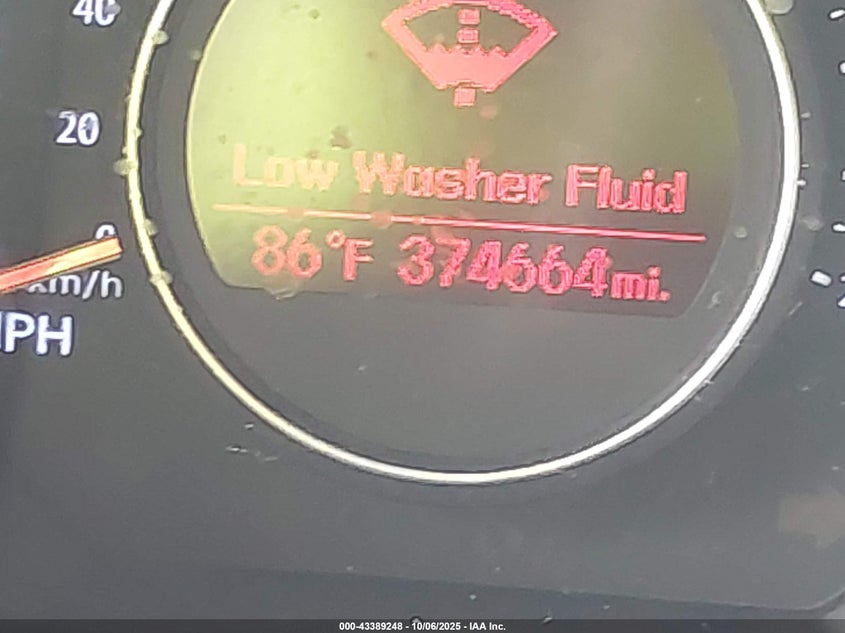 40
20
0
km/h
MPH
Low Washer Fluid
86°F 374664mi.
000-43389248 - 10/06/2025 - IAA Inc.